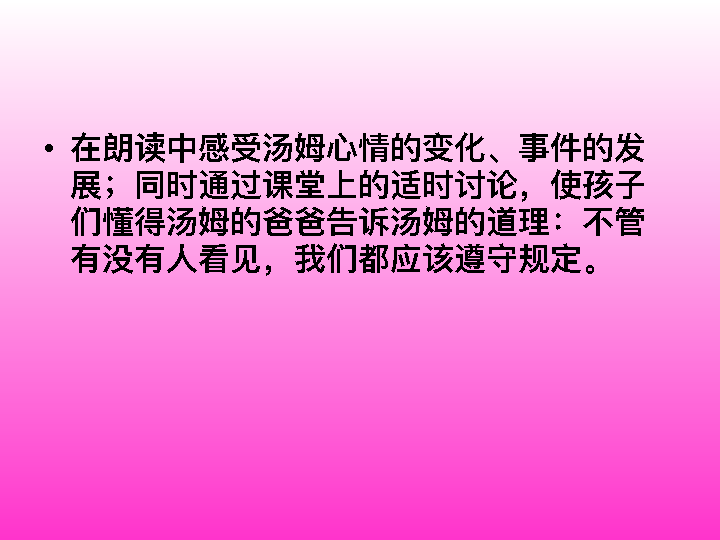 • 在朗读中感受汤姆心情的变化、事件的发
展；同时通过课堂上的适时讨论，使孩子
们懂得汤姆的爸爸告诉汤姆的道理：不管
有没有人看见，我们都应该遵守规定。